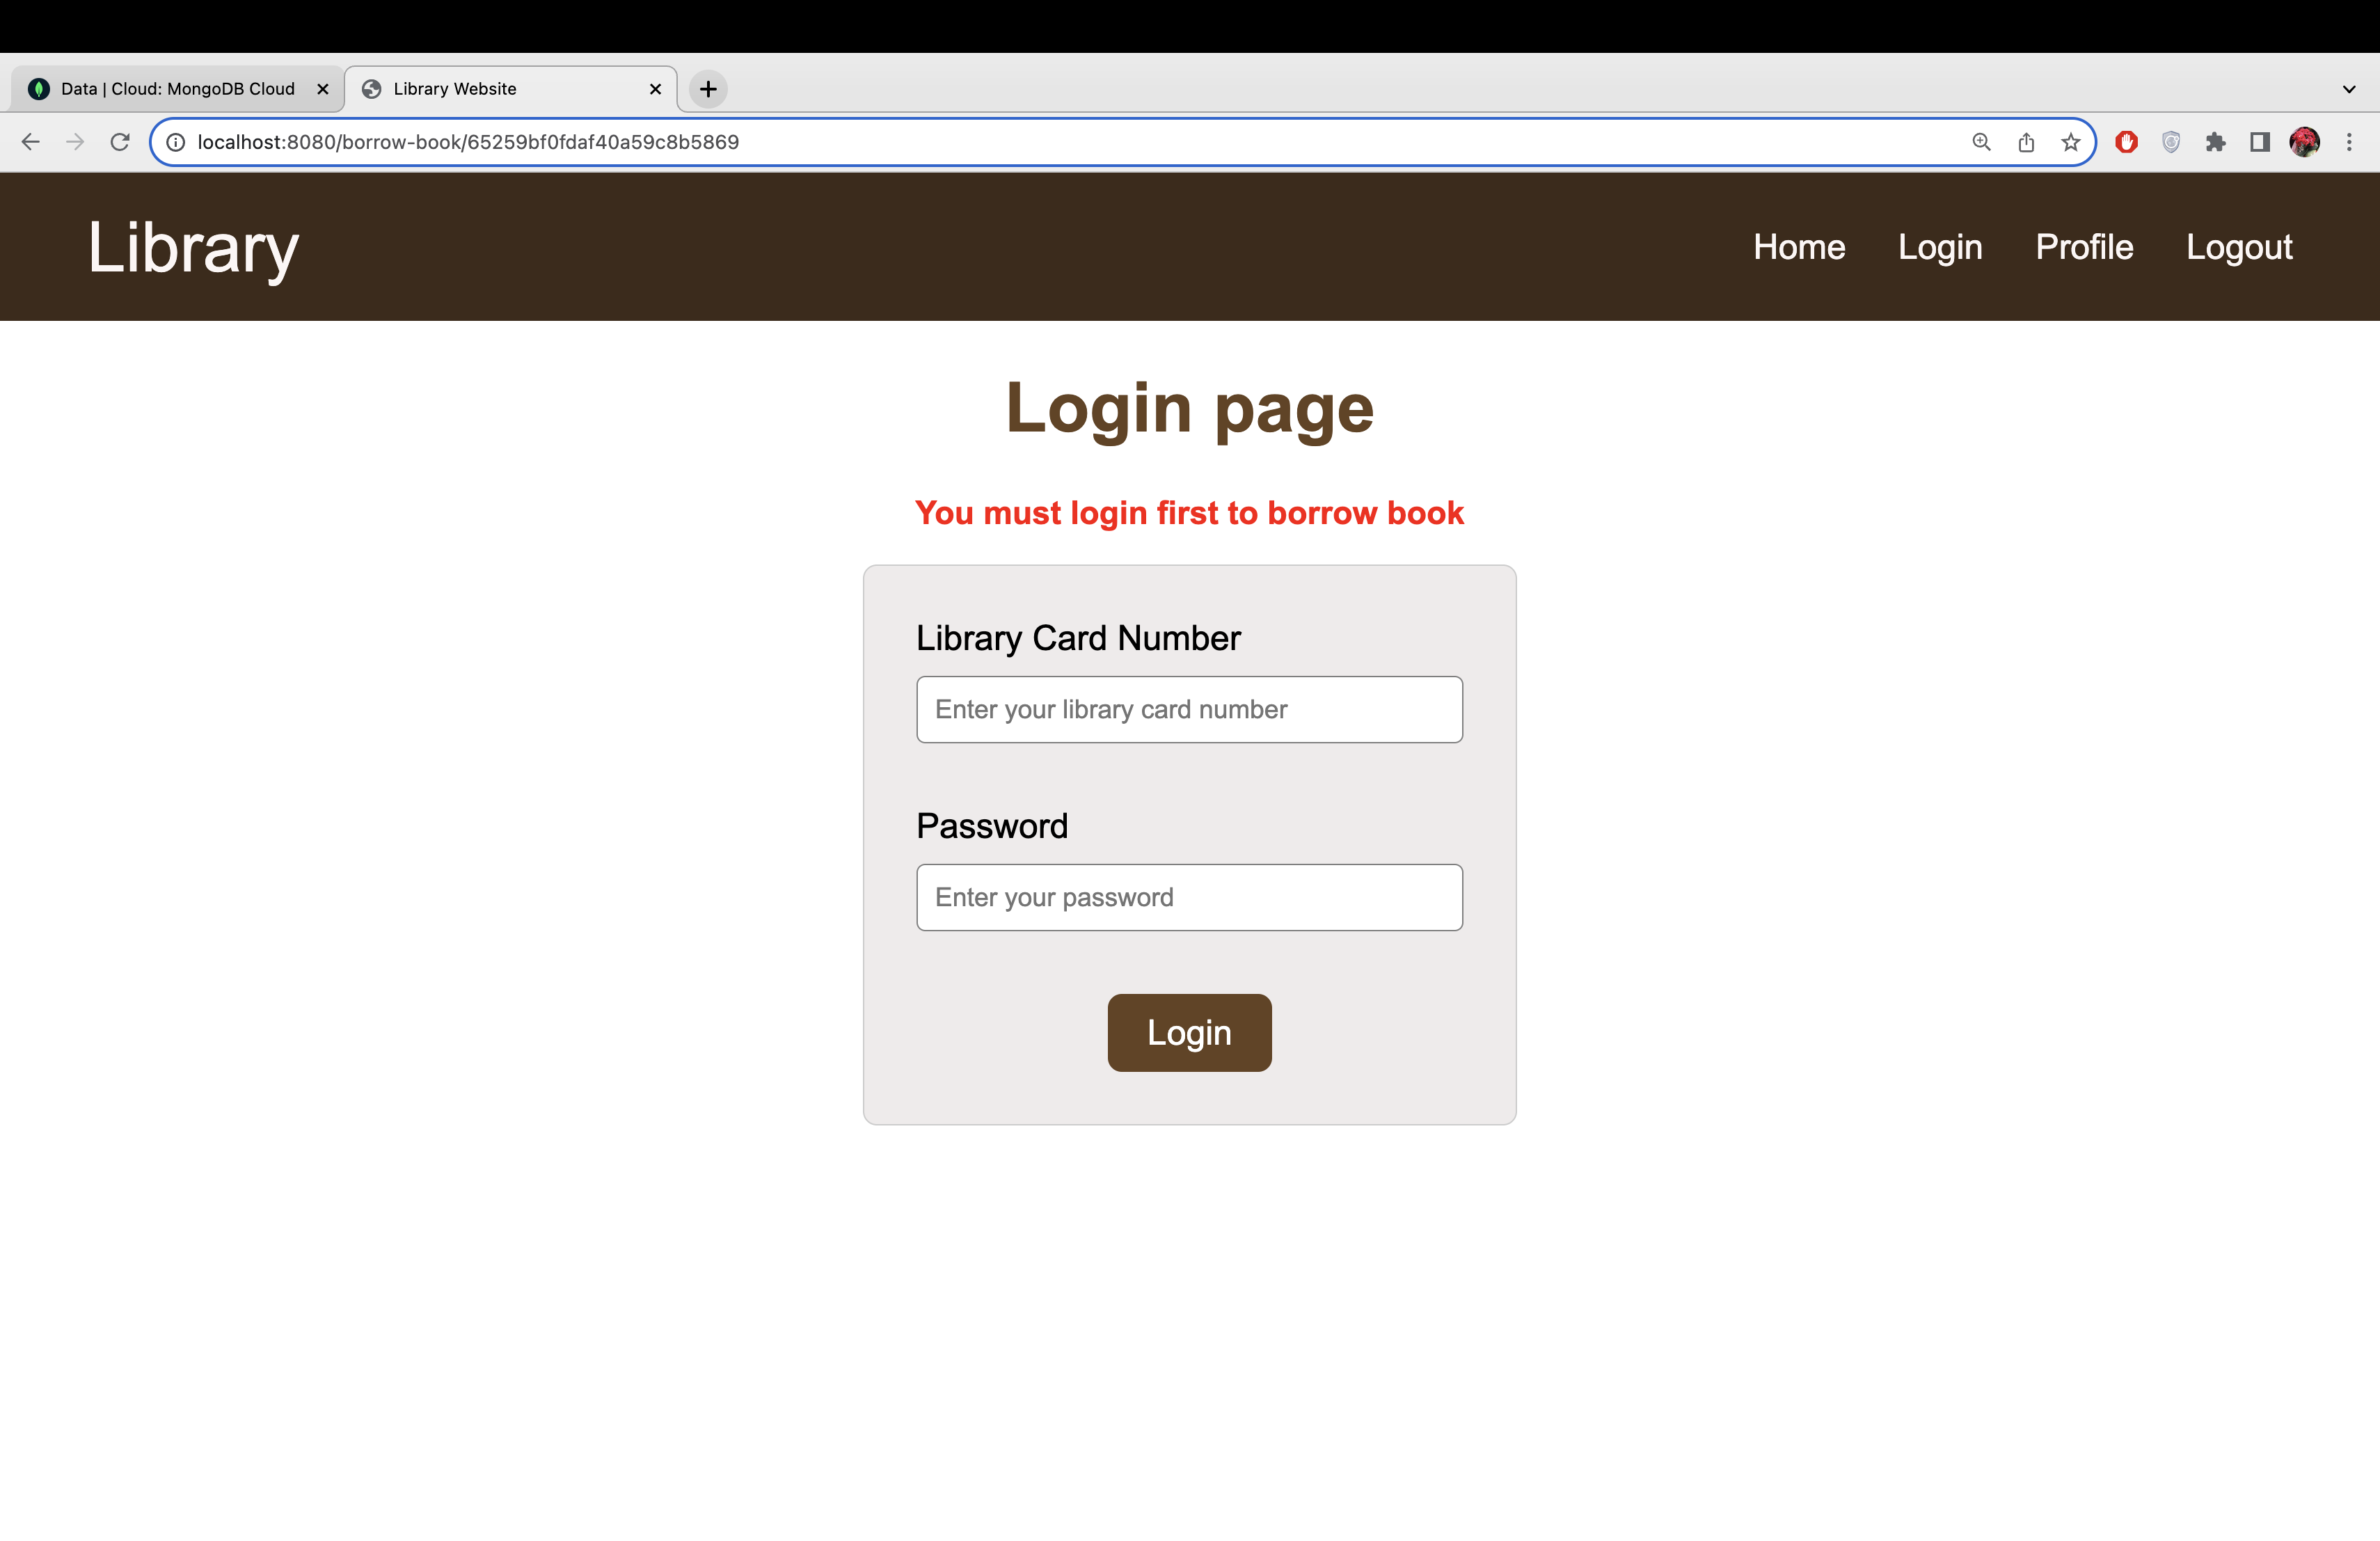 Data | Cloud: MongoDB Cloud
Library Website
localhost:8080/borrow-book/65259bf0fdaf40a59c8b5869
Library
Home Login Profile Logout
Login page
You must login first to borrow book
Library Card Number
Enter your library card number
Password
Enter your password
Login